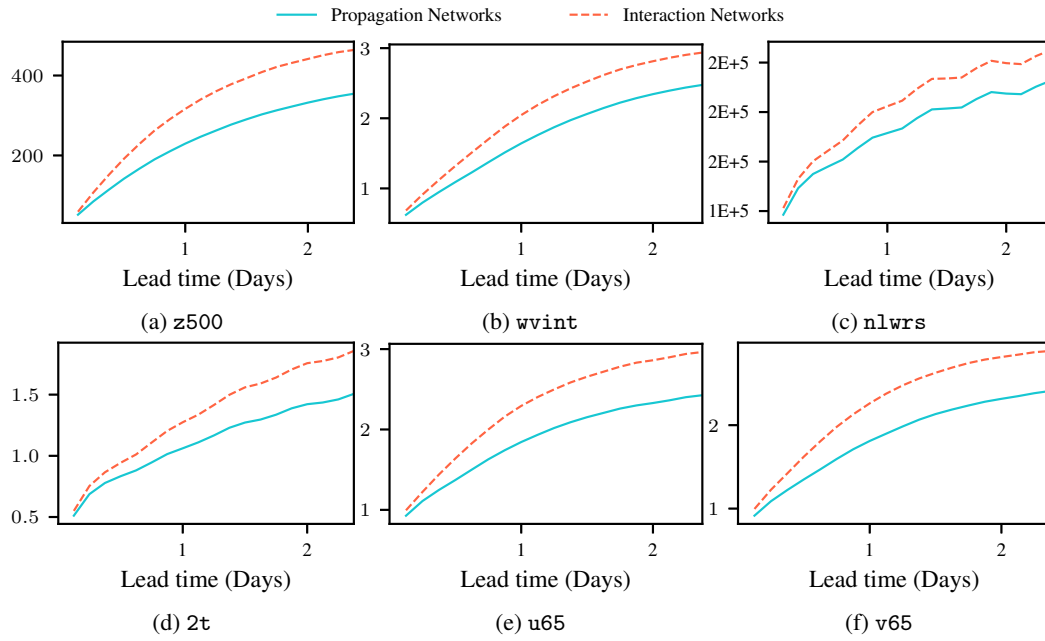 Propagation Networks Interaction Networks
400
200
1 2
Lead time (Days)
(a) z500
3
2
1
1 2
Lead time (Days)
(b) wvint
2E+5
2E+5
2E+5
1E+5
1 2
Lead time (Days)
(c) nlwrs
1.5
1.0
0.5
1 2
Lead time (Days)
(d) 2t
3
2
1
1 2
Lead time (Days)
(e) u65
2
1
1 2
Lead time (Days)
(f) v65